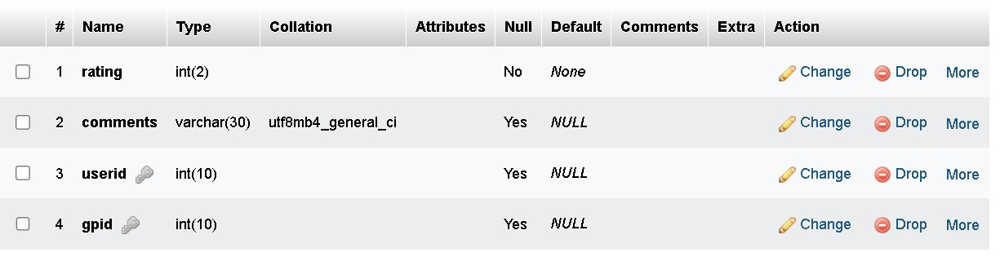 # Name Type Collation Attributes Null Default Comments Extra Action
1 rating int(2) No None Change Drop More
2 comments varchar(30) utf8mb4_general_ci Yes NULL Change Drop More
3 userid int(10) Yes NULL Change Drop More
4 gpid int(10) Yes NULL Change Drop More